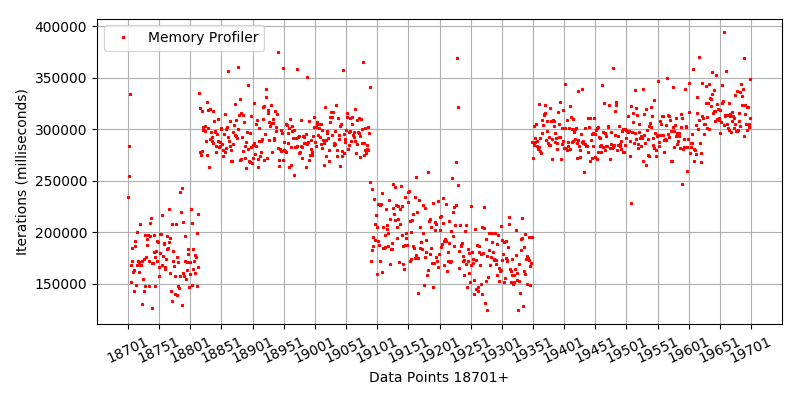 400000
350000
300000
250000
200000
150000
Iterations (milliseconds)
Memory Profiler
18701 18751 18801 18851 18901 18951 19001 19051 19101 19151 19201 19251 19301 19351 19401 19451 19501 19551 19601 19651 19701
Data Points 18701+